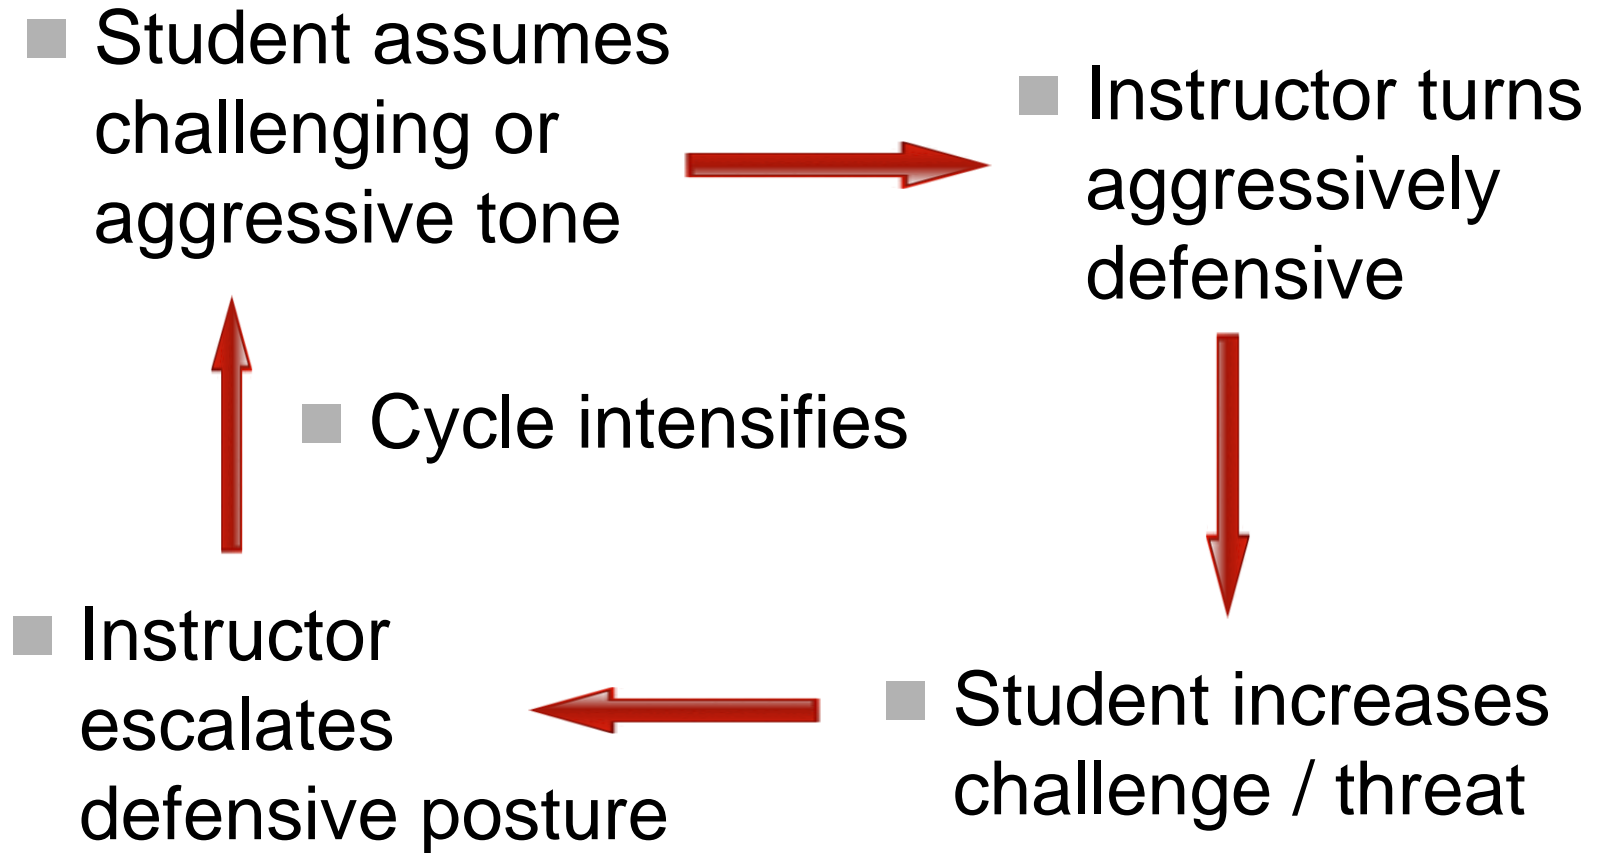 Student assumes
challenging or
aggressive tone
Instructor turns
aggressively
defensive
Cycle intensifies
Instructor
escalates
defensive posture
Student increases
challenge / threat